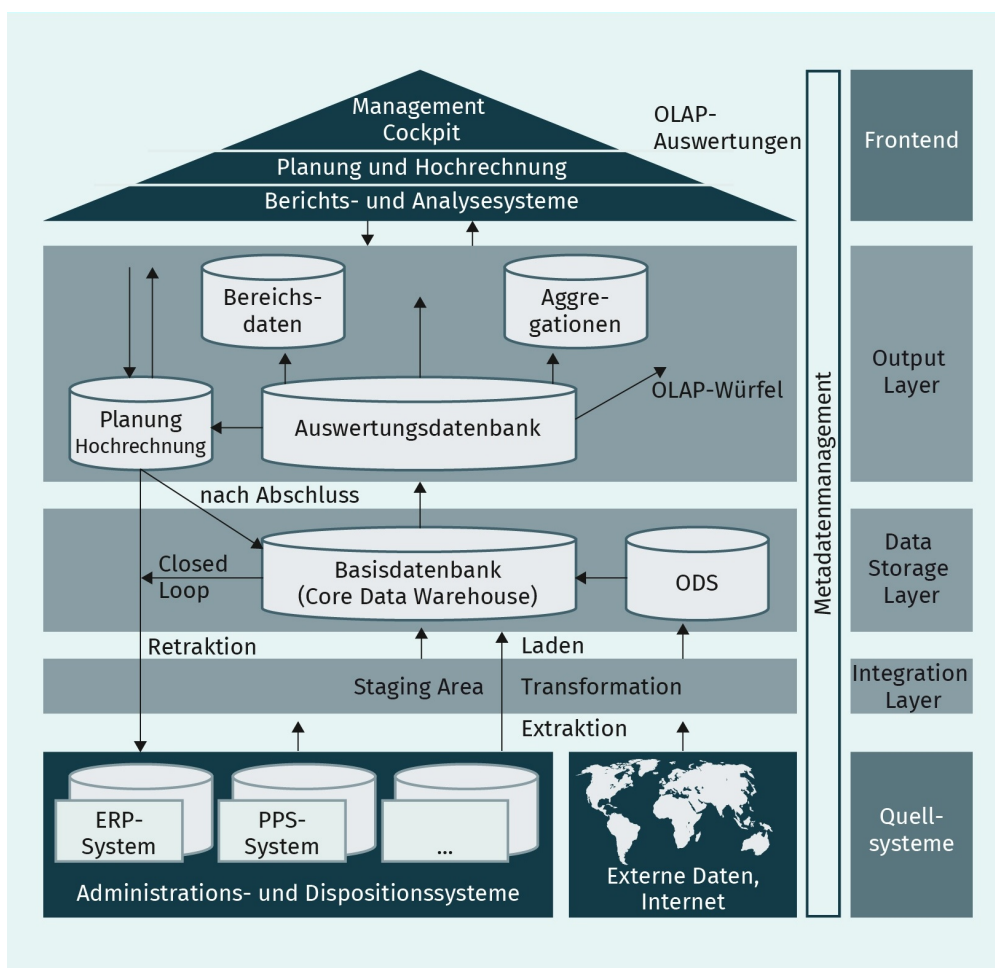 Management
Cockpit
OLAP-
Auswertungen
Frontend
Planung und Hochrechnung
Berichts- und Analysesysteme
Bereichs-
daten
Aggre-
gationen
Output
Layer
OLAP-Würfel
Planung
Hochrechnung
Auswertungsdatenbank
Metadatenmanagement
nach Abschluss
Closed
Loop
Basisdatenbank
(Core Data Warehouse)
ODS
Data
Storage
Layer
Retraktion
Laden
Staging Area
Transformation
Integration
Layer
Extraktion
ERP-
System
PPS-
System
...
Administrations- und Dispositionssysteme
Externe Daten,
Internet
Quell-
systeme